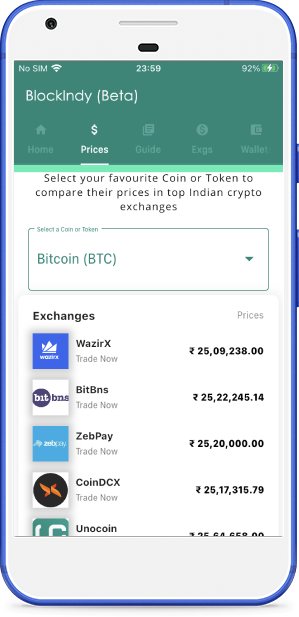 No SIM 23:59 92%
BlockIndy (Beta)
$
Home Prices Guide Exgs Wallet
Select your favourite Coin or Token to
compare their prices in top Indian crypto
exchanges
Select a Coin or Token
Bitcoin (BTC)
Exchanges Prices
WazirX
WAZIRX Trade Now ₹ 25,09,238.00
BitBns
bitbns Trade Now ₹ 25,22,245.14
ZebPay
zebpay Trade Now ₹ 25,20,000.00
CoinDCX
Trade Now ₹ 25,17,315.79
Unocoin